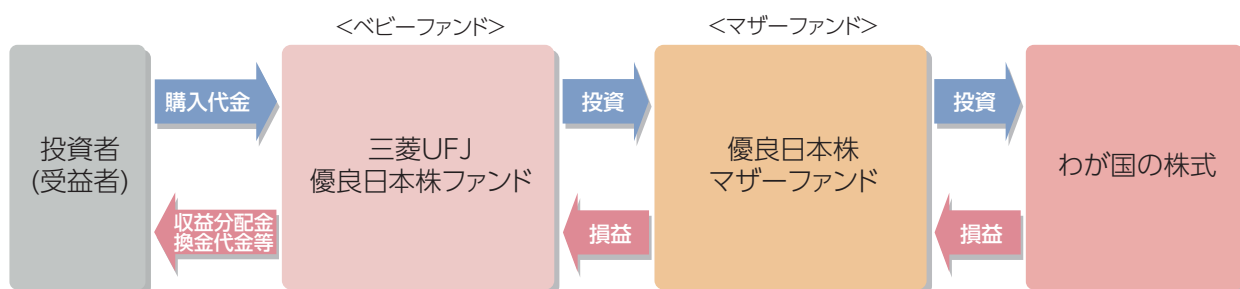 <ベビーファンド>
<マザーファンド>
投資者
(受益者)
購入代金
収益分配金
換金代金等
三菱UFJ
優良日本株ファンド
投資
損益
優良日本株
マザーファンド
投資
損益
わが国の株式